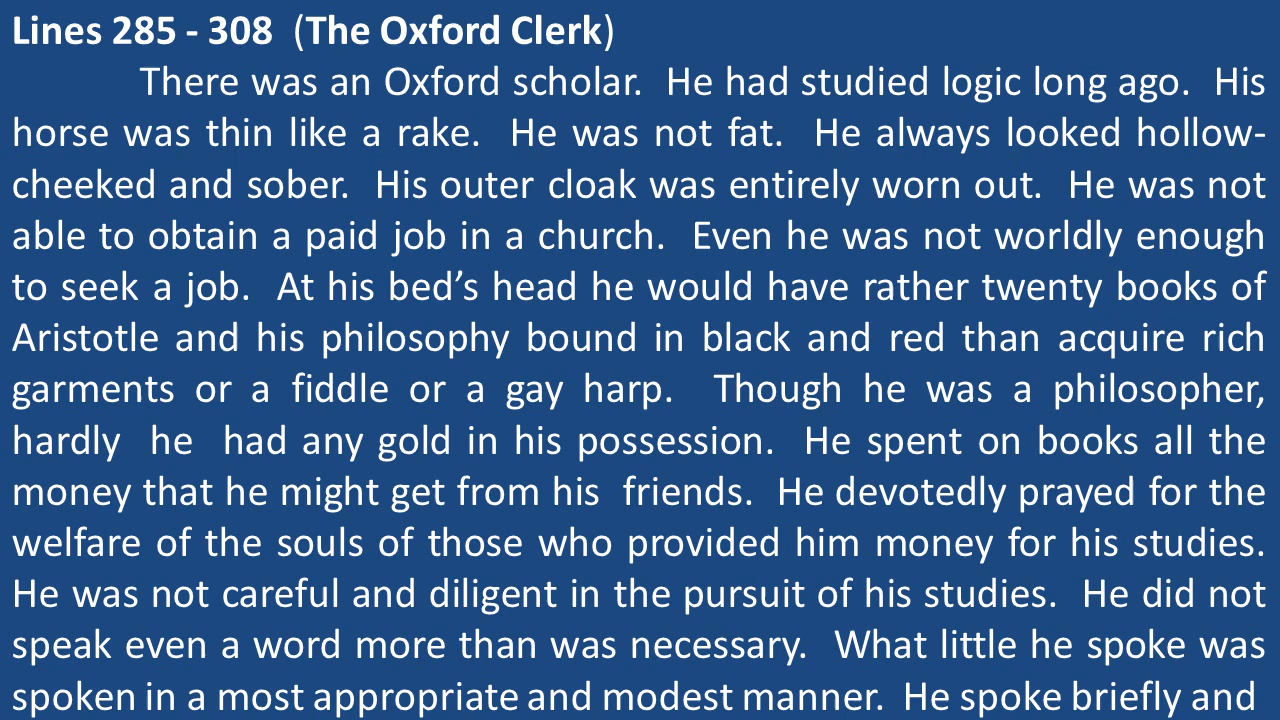 Lines 285 - 308 (The Oxford Clerk)
There was an Oxford scholar. He had studied logic long ago. His
horse was thin like a rake. He was not fat. He always looked hollow-
cheeked and sober. His outer cloak was entirely worn out. He was not
able to obtain a paid job in a church. Even he was not worldly enough
to seek a job. At his bed’s head he would have rather twenty books of
Aristotle and his philosophy bound in black and red than acquire rich
garments or a fiddle or a gay harp. Though he was a philosopher,
hardly he had any gold in his possession. He spent on books all the
money that he might get from his friends. He devotedly prayed for the
welfare of the souls of those who provided him money for his studies.
He was not careful and diligent in the pursuit of his studies. He did not
speak even a word more than was necessary. What little he spoke was
spoken in a most appropriate and modest manner. He spoke briefly and